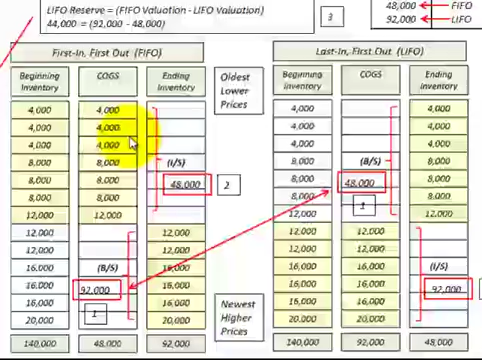 LIFO Reserve = (FIFO Valuation - LIFO Valuation)
44,000 = (92,000 - 48,000)
3
48,000 FIFO
92,000 LIFO
First-In, First Out (FIFO)
Beginning Inventory COGS Ending Inventory
4,000 4,000
4,000 4,000
4,000 4,000
8,000 8,000 (I/S)
8,000 8,000 48,000 2
8,000 8,000
12,000 12,000
12,000 12,000
12,000 12,000
16,000 (B/S) 16,000
16,000 92,000 16,000
16,000 1 16,000
20,000 20,000
140,000 48,000 92,000
Oldest
Lower
Prices
Newest
Higher
Prices
Last-In, First Out (LIFO)
Beginning Inventory COGS Ending Inventory
4,000 4,000
4,000 4,000
4,000 4,000
8,000 (B/S) 8,000
8,000 48,000 8,000
8,000 1 8,000
12,000 12,000
12,000 12,000
12,000 12,000
16,000 16,000 (I/S)
16,000 16,000 92,000
16,000 16,000
20,000 20,000
140,000 92,000 48,000